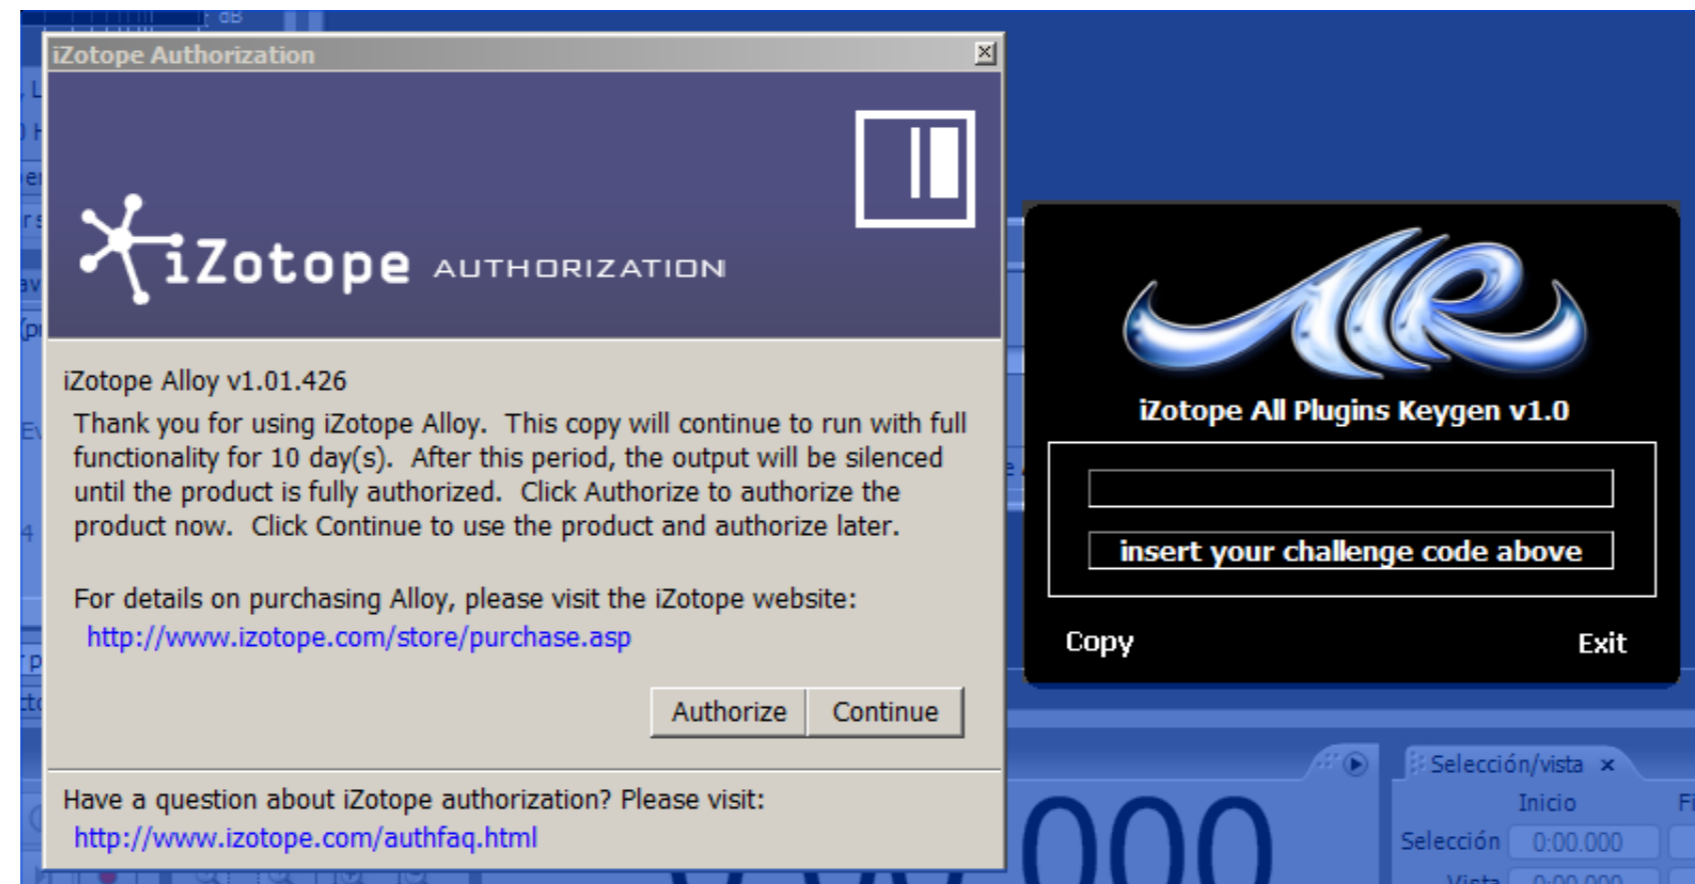 dB
iZotope Authorization
iZotope AUTHORIZATION
iZotope Alloy v1.01.426
Thank you for using iZotope Alloy. This copy will continue to run with full
functionality for 10 day(s). After this period, the output will be silenced
until the product is fully authorized. Click Authorize to authorize the
product now. Click Continue to use the product and authorize later.
For details on purchasing Alloy, please visit the iZotope website:
http://www.izotope.com/store/purchase.asp
Authorize Continue
Have a question about iZotope authorization? Please visit:
http://www.izotope.com/authfaq.html
AiR
iZotope All Plugins Keygen v1.0
insert your challenge code above
Copy Exit
Selección/vista
Inicio
Selección 0:00.000
Vista 0:00.000